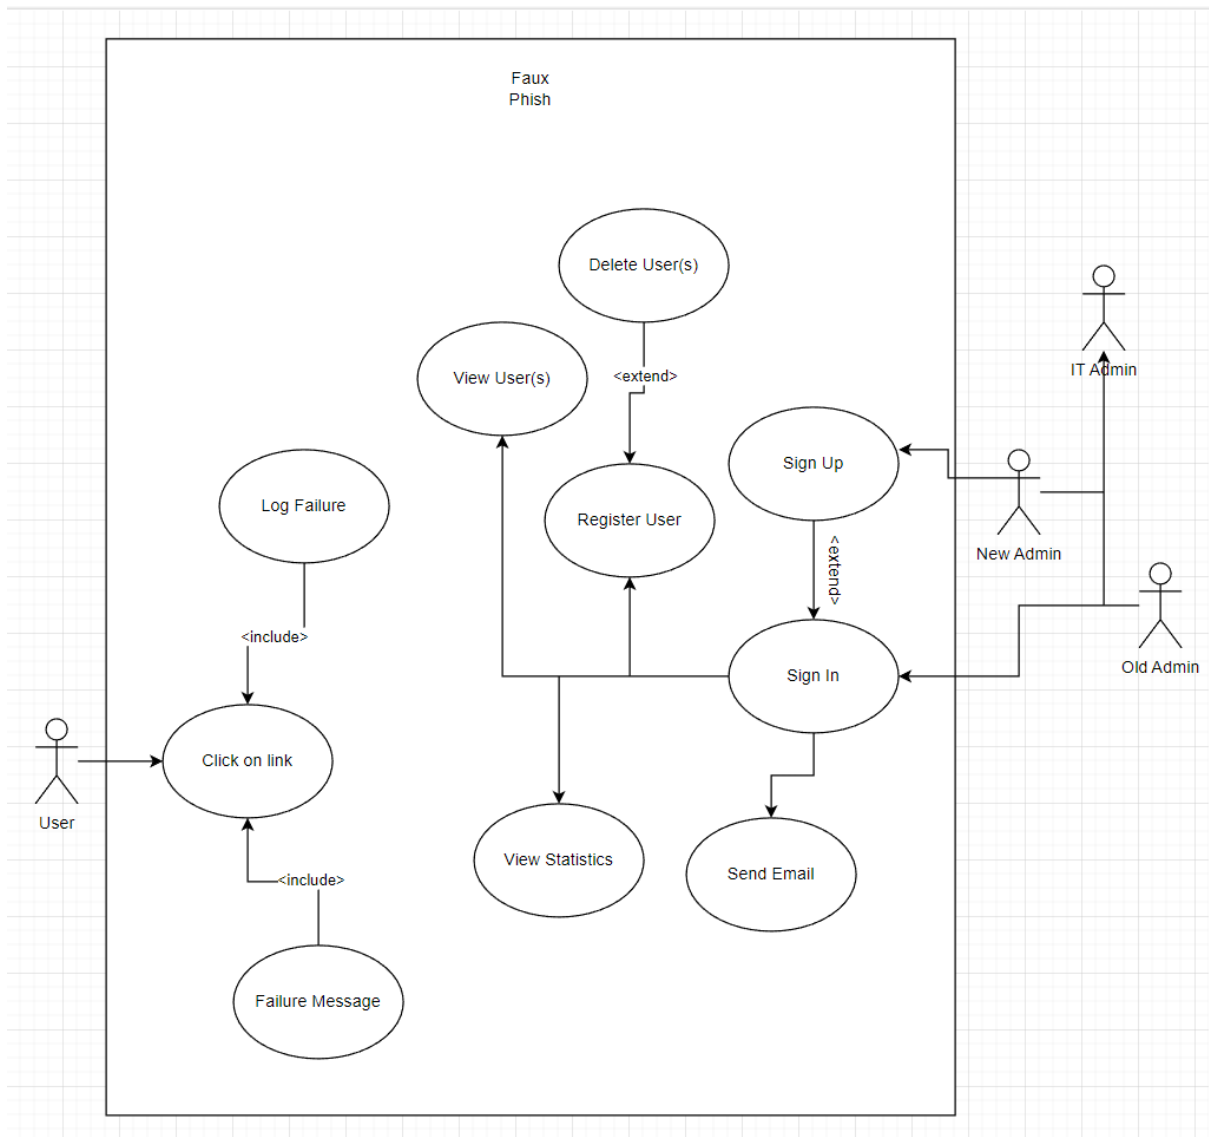 Faux
Phish
Delete User(s)
View User(s)
<extend>
IT Admin
Sign Up
Log Failure
Register User
New Admin
<extend>
<include>
Old Admin
Sign In
Click on link
User
View Statistics
Send Email
<include>
Failure Message